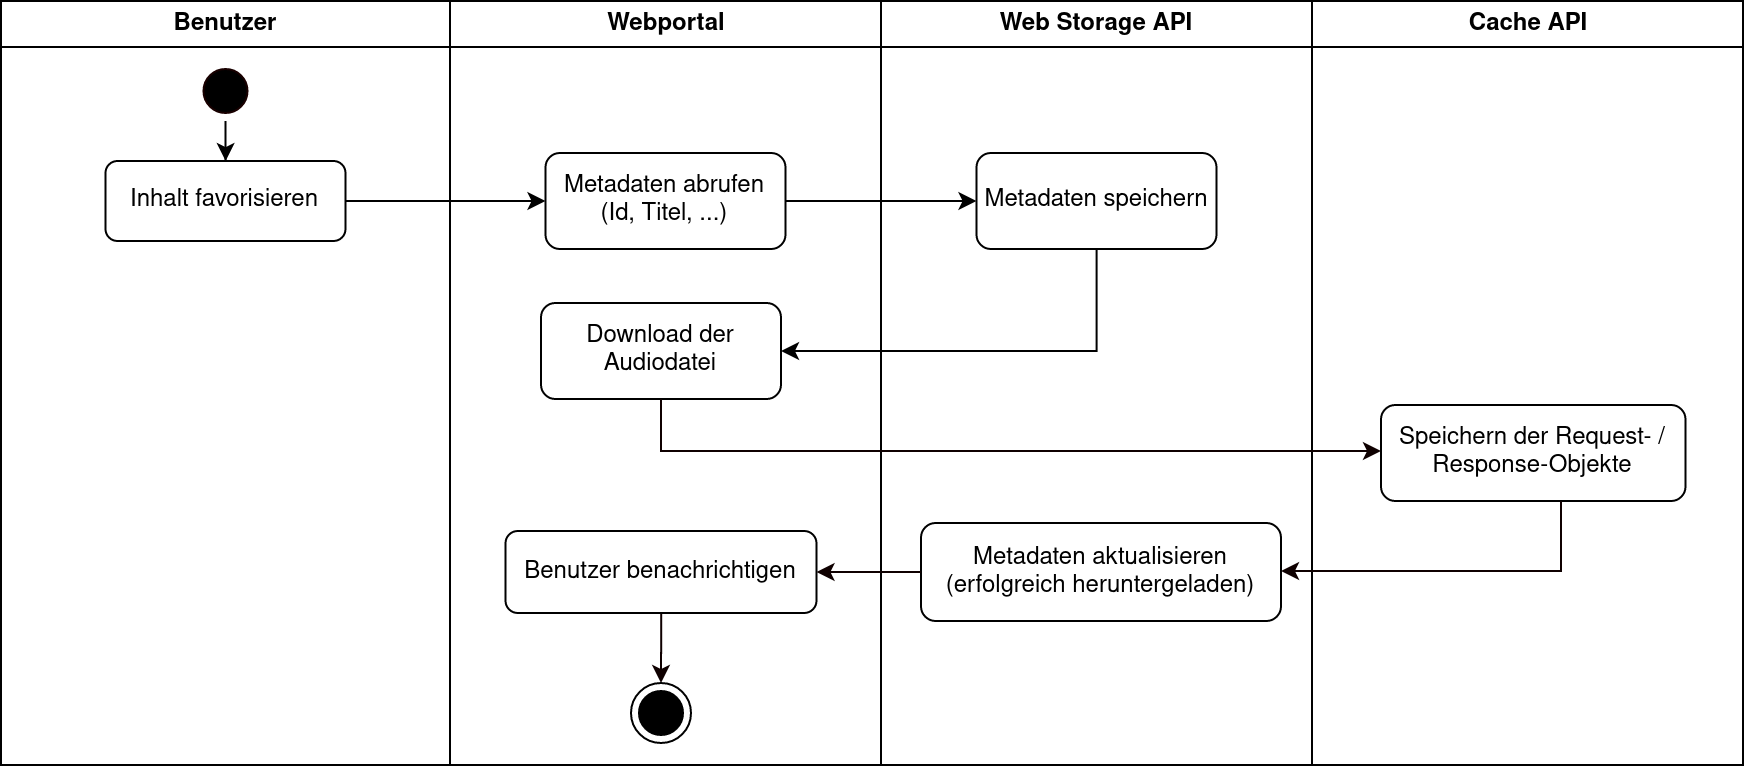 Benutzer
Webportal
Web Storage API
Cache API
Inhalt favorisieren
Metadaten abrufen
(Id, Titel, ...)
Metadaten speichern
Download der
Audiodatei
Speichern der Request- /
Response-Objekte
Metadaten aktualisieren
(erfolgreich heruntergeladen)
Benutzer benachrichtigen